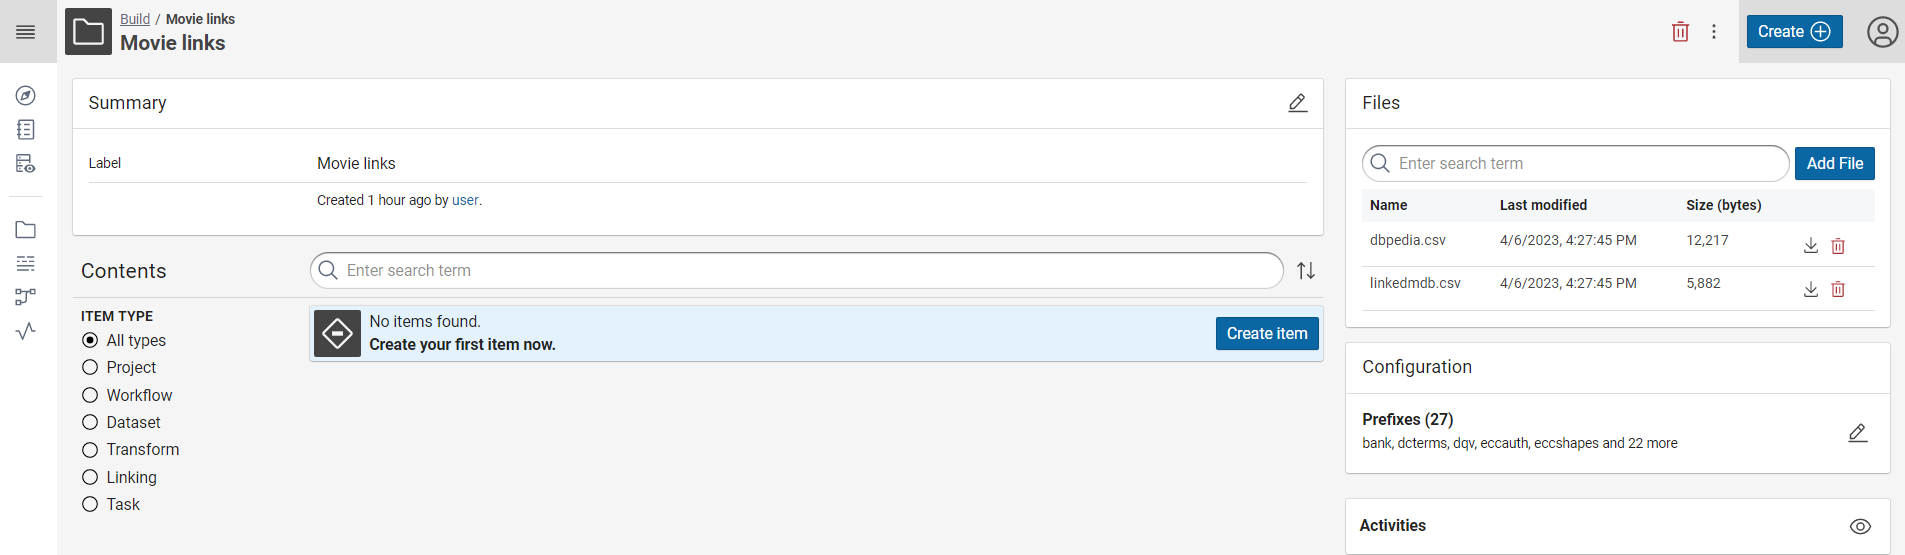 Build / Movie links
Movie links
Create
Summary
Label Movie links
Created 1 hour ago by user.
Contents
Enter search term
ITEM TYPE
All types
Project
Workflow
Dataset
Transform
Linking
Task
No items found.
Create your first item now.
Create item
Files
Enter search term
Add File
Name Last modified Size (bytes)
dbpedia.csv 4/6/2023, 4:27:45 PM 12,217
linkedmdb.csv 4/6/2023, 4:27:45 PM 5,882
Configuration
Prefixes (27)
bank, dcterms, dqv, eccauth, eccshapes and 22 more
Activities